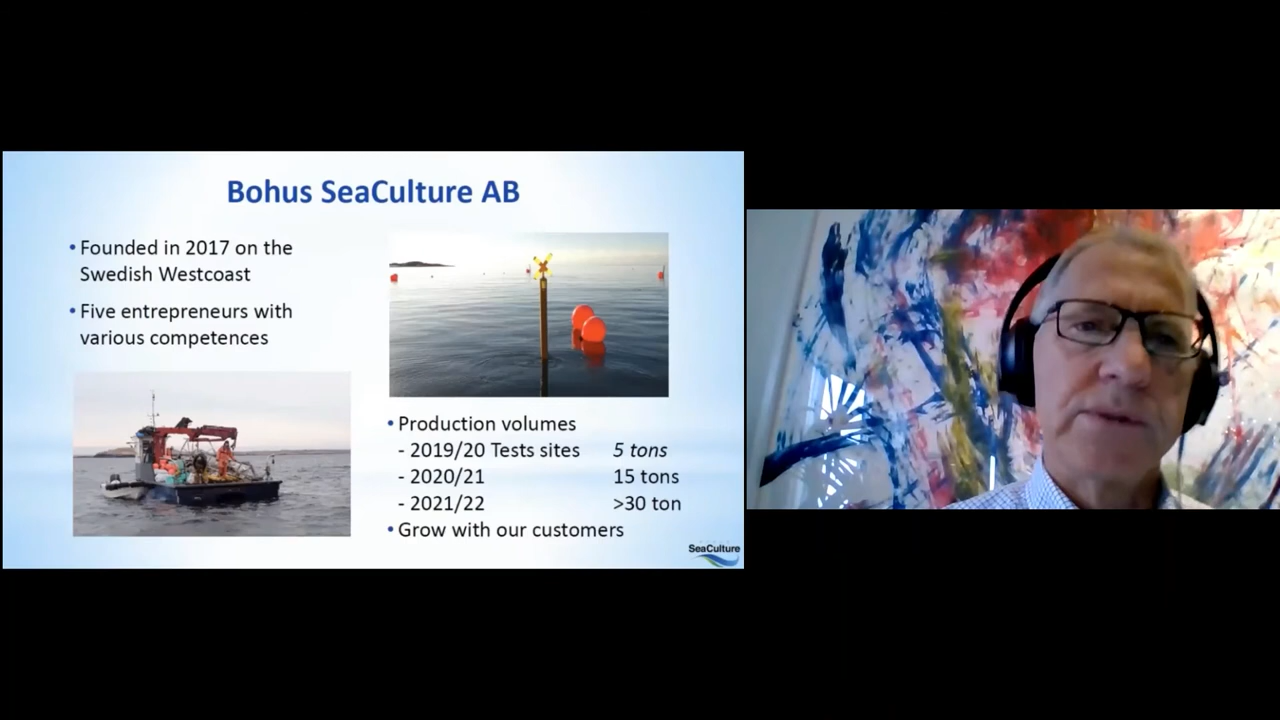 Bohus SeaCulture AB
• Founded in 2017 on the
Swedish Westcoast
• Five entrepreneurs with
various competences
• Production volumes
- 2019/20 Tests sites 5 tons
- 2020/21 15 tons
- 2021/22 >30 ton
• Grow with our customers
SeaCulture